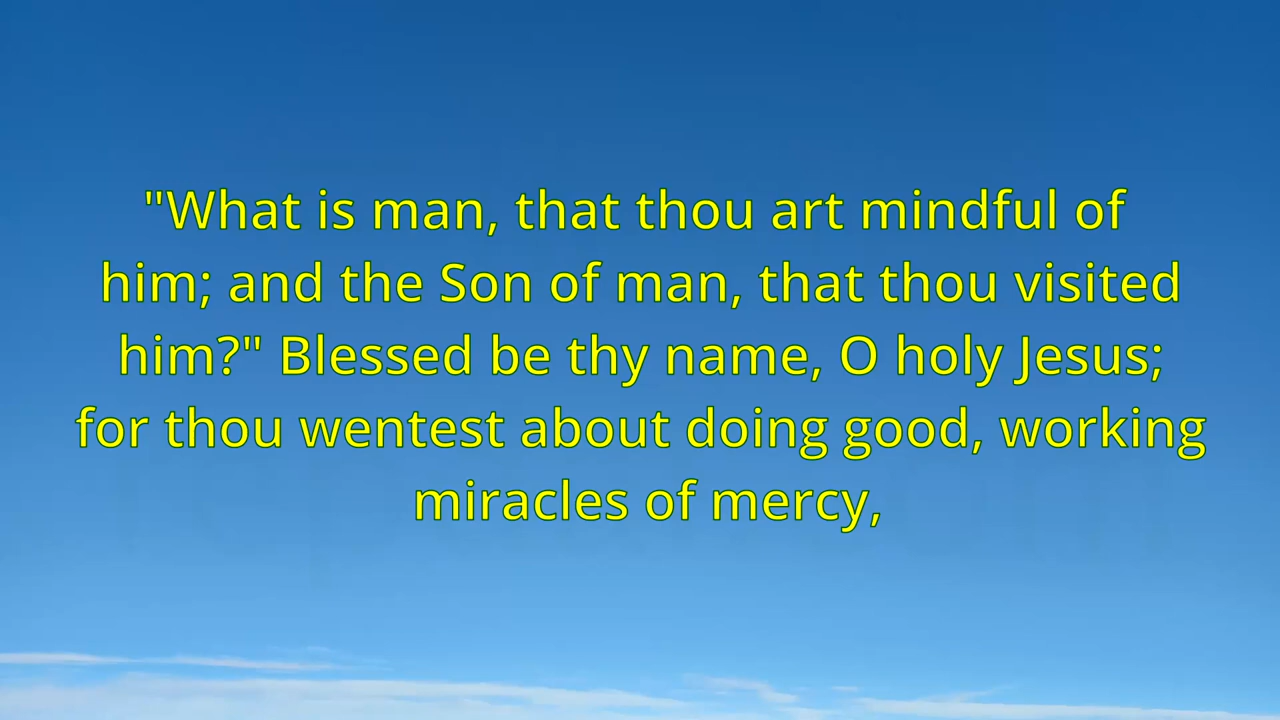 "What is man, that thou art mindful of
him; and the Son of man, that thou visited
him?" Blessed be thy name, O holy Jesus;
for thou wentest about doing good, working
miracles of mercy,